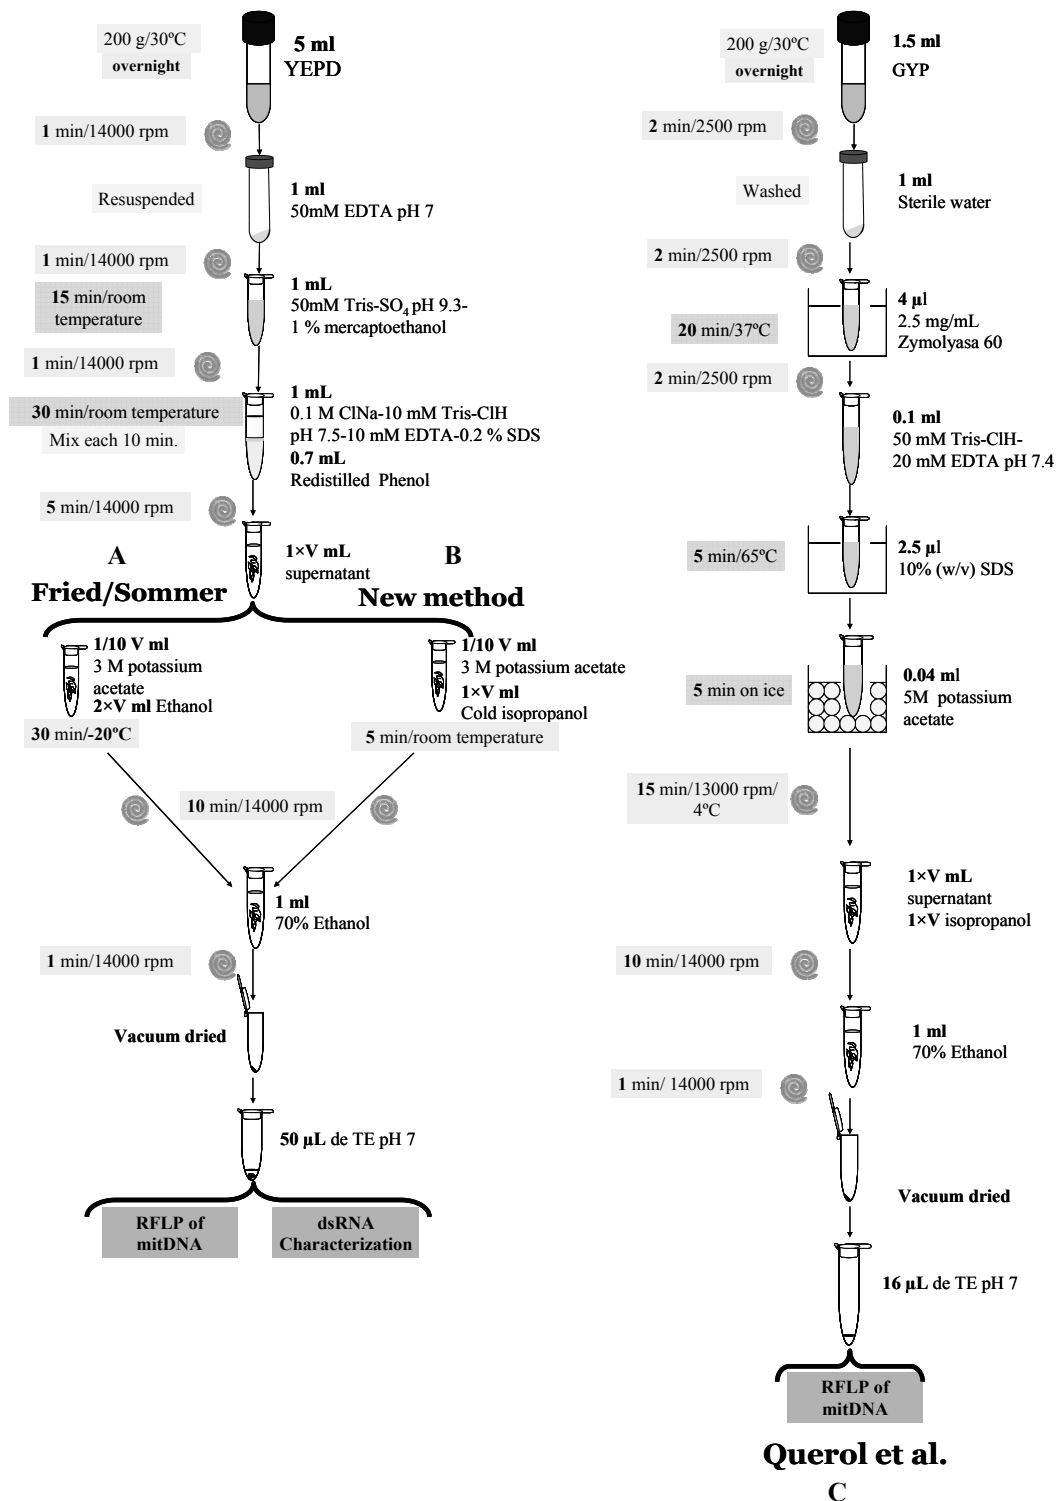 200 g/30ºC
overnight
5 ml
YEPD
1 min/14000 rpm
Resuspended
1 ml
50mM EDTA pH 7
1 min/14000 rpm
15 min/room
temperature
1 mL
50mM Tris-SO4 pH 9.3-
1 % mercaptoethanol
1 min/14000 rpm
30 min/room temperature
Mix each 10 min.
1 mL
0.1 M ClNa-10 mM Tris-ClH
pH 7.5-10 mM EDTA-0.2 % SDS
0.7 mL
Redistilled Phenol
5 min/14000 rpm
1×V mL
supernatant
A
Fried/Sommer
B
New method
1/10 V ml
3 M potassium
acetate
2×V ml Ethanol
30 min/-20ºC
1/10 V ml
3 M potassium acetate
1×V ml
Cold isopropanol
5 min/room temperature
10 min/14000 rpm
1 ml
70% Ethanol
1 min/14000 rpm
Vacuum dried
50 µL de TE pH 7
RFLP of
mitDNA
dsRNA
Characterization
200 g/30ºC
overnight
1.5 ml
GYP
2 min/2500 rpm
Washed
1 ml
Sterile water
2 min/2500 rpm
20 min/37ºC
4 µl
2.5 mg/mL
Zymolyasa 60
2 min/2500 rpm
0.1 ml
50 mM Tris-ClH-
20 mM EDTA pH 7.4
5 min/65ºC
2.5 µl
10% (w/v) SDS
5 min on ice
0.04 ml
5M potassium
acetate
15 min/13000 rpm/
4ºC
1×V mL
supernatant
1×V isopropanol
10 min/14000 rpm
1 ml
70% Ethanol
1 min/ 14000 rpm
Vacuum dried
16 µL de TE pH 7
RFLP of
mitDNA
Querol et al.
C